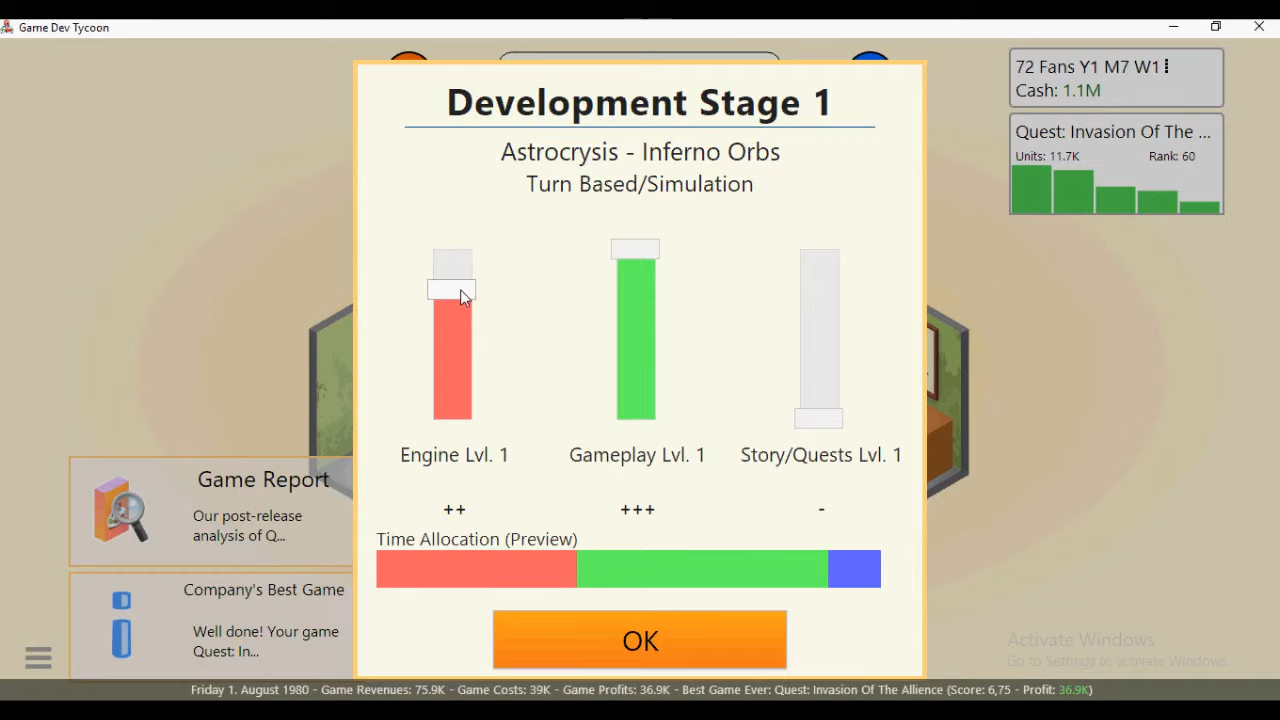 Game Dev Tycoon
72 Fans Y1 M7 W1
Cash: 1.1M
Quest: Invasion Of The ...
Units: 11.7K Rank: 60
Development Stage 1
Astrocrysis - Inferno Orbs
Turn Based/Simulation
Engine Lvl. 1 Gameplay Lvl. 1 Story/Quests Lvl. 1
++ +++ -
Time Allocation (Preview)
OK
Game Report
Our post-release
analysis of Q...
Company's Best Game
Well done! Your game
Quest: In...
Activate Windows
Go to Settings to activate Windows.
Friday 1. August 1980 - Game Revenues: 75.9K - Game Costs: 39K - Game Profits: 36.9K - Best Game Ever: Quest: Invasion Of The Allience (Score: 6,75 - Profit: 36.9K)